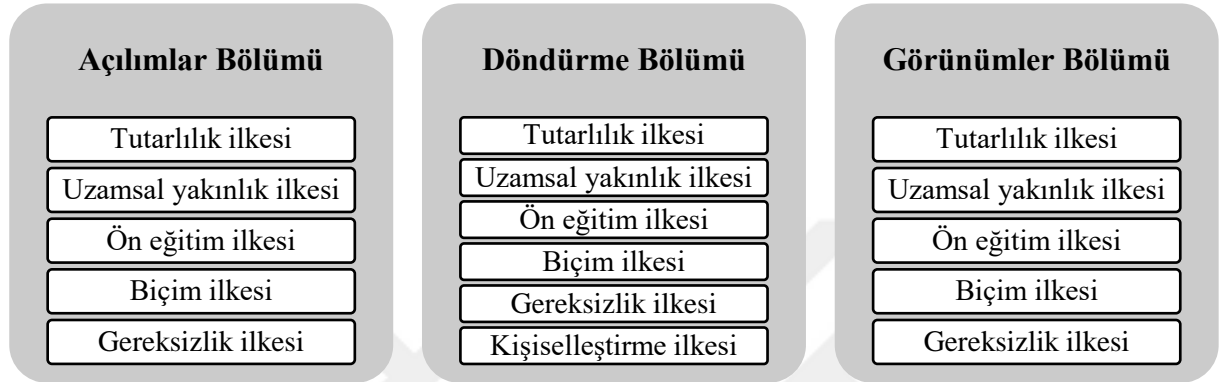 Açılımlar Bölümü
Tutarlılık ilkesi
Uzamsal yakınlık ilkesi
Ön eğitim ilkesi
Biçim ilkesi
Gereksizlik ilkesi
Döndürme Bölümü
Tutarlılık ilkesi
Uzamsal yakınlık ilkesi
Ön eğitim ilkesi
Biçim ilkesi
Gereksizlik ilkesi
Kişiselleştirme ilkesi
Görünümler Bölümü
Tutarlılık ilkesi
Uzamsal yakınlık ilkesi
Ön eğitim ilkesi
Biçim ilkesi
Gereksizlik ilkesi